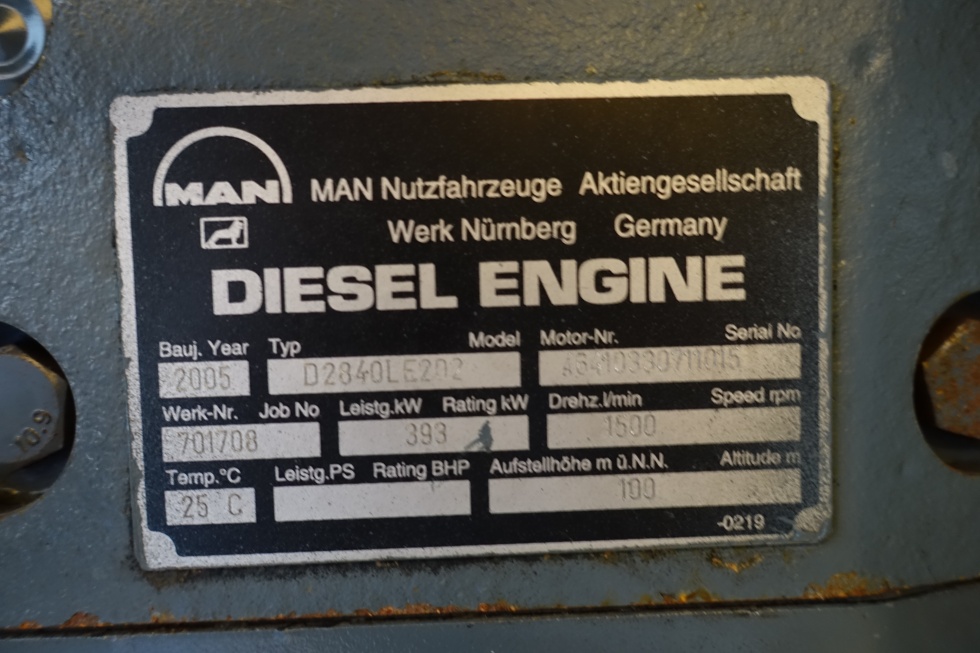 MAN MAN Nutzfahrzeuge Aktiengesellschaft
Werk Nürnberg Germany
DIESEL ENGINE
Bauj. Year Typ Model Motor-Nr. Serial No
2005 D2840LE202
Werk-Nr. Job No Leistg.kW Rating kW Drehz.l/min Speed rpm
701708 393 1500
Temp.°C Leistg.PS Rating BHP Aufstellhöhe m ü.N.N. Altitude m
25 C 100
-0219
10.9